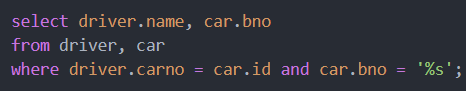 select driver.name, car.bno
from driver, car
where driver.carno = car.id and car.bno = '%s';